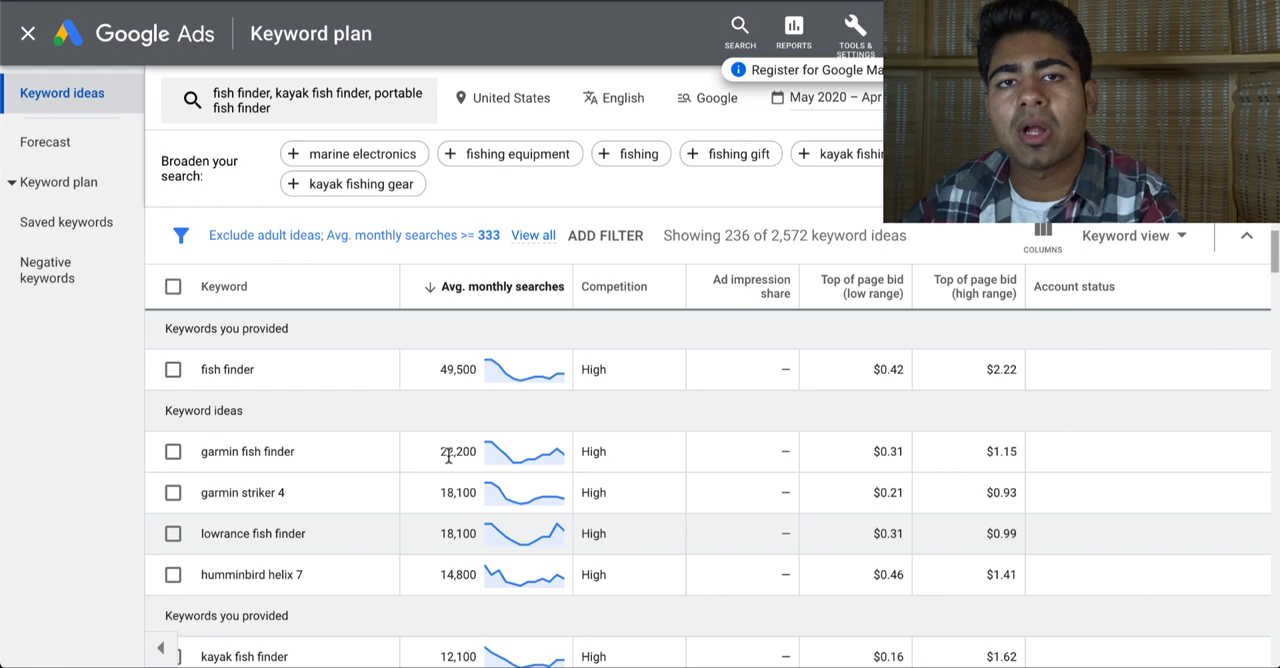 Google Ads
Keyword plan
SEARCH
REPORTS
TOOLS &
SETTINGS
Register for Google Ma
Keyword ideas
Forecast
Keyword plan
Saved keywords
Negative
keywords
fish finder, kayak fish finder, portable
fish finder
United States
English
Google
May 2020 – Apr
Broaden your
search:
marine electronics
fishing equipment
fishing
fishing gift
kayak fishin
kayak fishing gear
Exclude adult ideas; Avg. monthly searches >= 333
View all
ADD FILTER
Showing 236 of 2,572 keyword ideas
COLUMNS
Keyword view
Keyword
Avg. monthly searches
Competition
Ad impression
share
Top of page bid
(low range)
Top of page bid
(high range)
Account status
Keywords you provided
fish finder 49,500 High – $0.42 $2.22
Keyword ideas
garmin fish finder 22,200 High – $0.31 $1.15
garmin striker 4 18,100 High – $0.21 $0.93
lowrance fish finder 18,100 High – $0.31 $0.99
humminbird helix 7 14,800 High – $0.46 $1.41
Keywords you provided
kayak fish finder 12,100 High – $0.16 $1.62